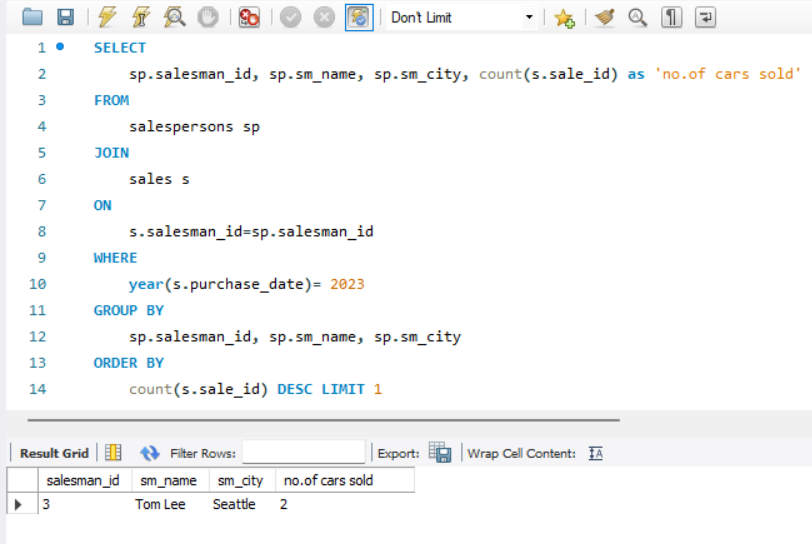 Don't Limit
1 SELECT
2 sp.salesman_id, sp.sm_name, sp.sm_city, count(s.sale_id) as 'no.of cars sold'
3 FROM
4 salespersons sp
5 JOIN
6 sales s
7 ON
8 s.salesman_id=sp.salesman_id
9 WHERE
10 year(s.purchase_date)= 2023
11 GROUP BY
12 sp.salesman_id, sp.sm_name, sp.sm_city
13 ORDER BY
14 count(s.sale_id) DESC LIMIT 1
Result Grid Filter Rows: Export: Wrap Cell Content: IA
salesman_id sm_name sm_city no.of cars sold
3 Tom Lee Seattle 2